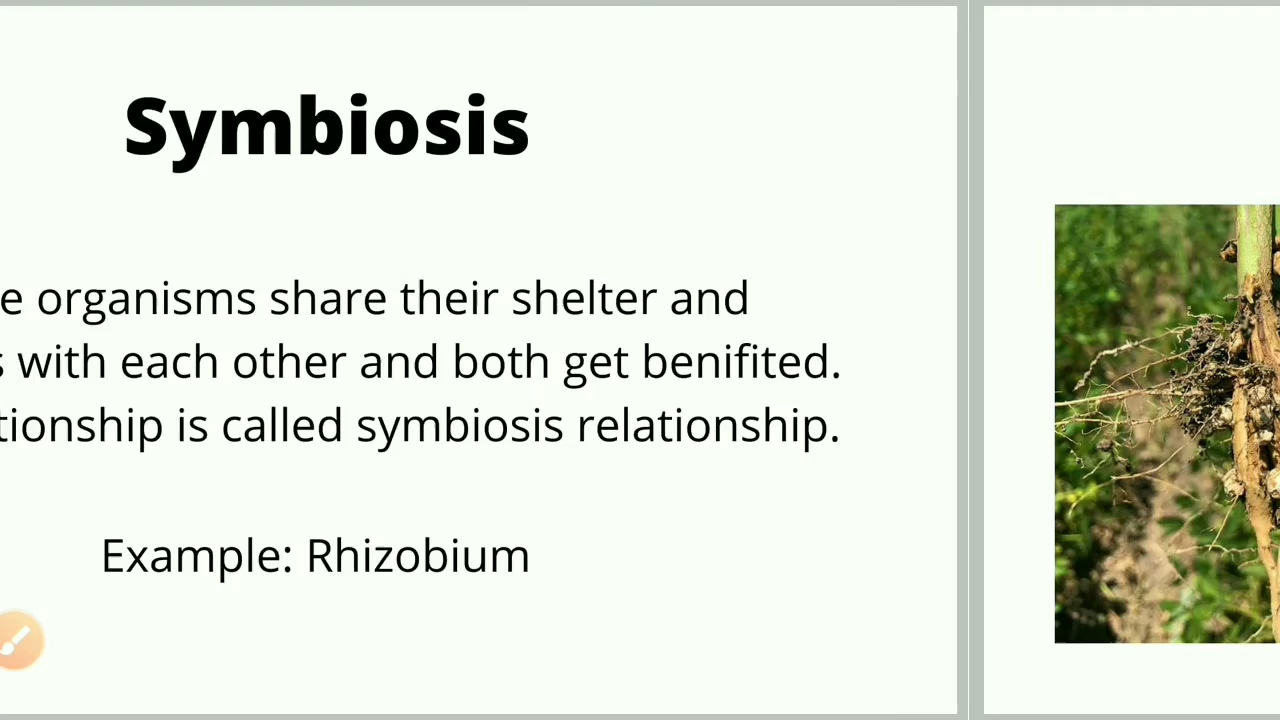 Symbiosis
e organisms share their shelter and
s with each other and both get benifited.
tionship is called symbiosis relationship.
Example: Rhizobium